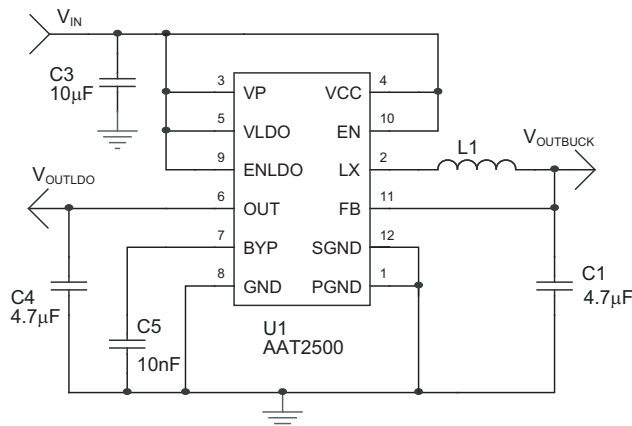 VIN
C3
10µF
3
VP
VCC
4
5
VLDO
EN
10
L1
VOUTBUCK
9
ENLDO
LX
2
VOUTLDO
6
OUT
FB
11
7
BYP
SGND
12
8
GND
PGND
1
C1
4.7µF
C4
4.7µF
C5
10nF
U1
AAT2500